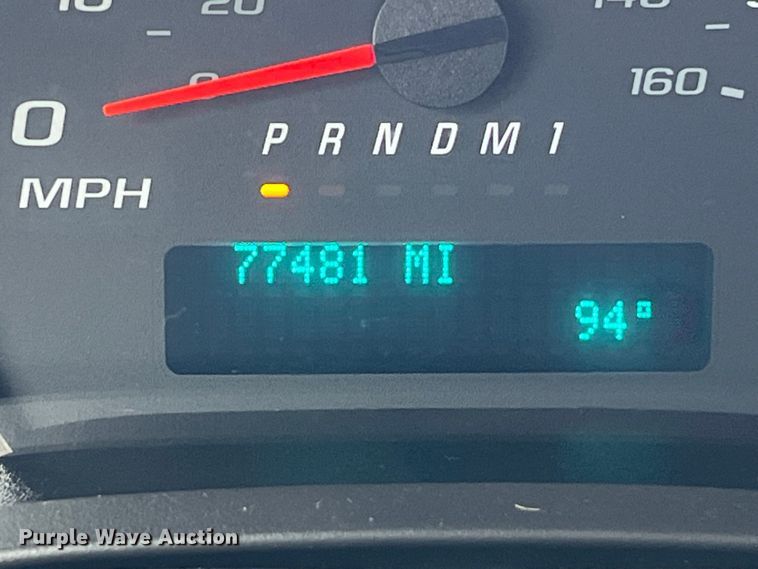 20
160
0
MPH
P R N D M 1
77481 MI
94°
Purple Wave Auction